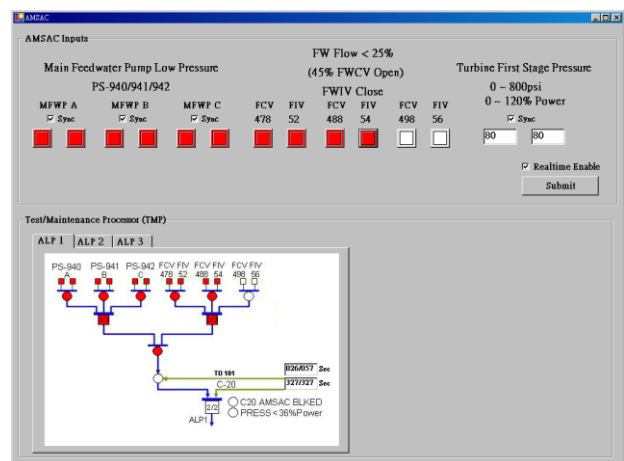 AMSAC
AMSAC Inputs
FW Flow < 25%
Main Feedwater Pump Low Pressure
(45% FWCV Open)
Turbine First Stage Pressure
PS-940/941/942
FWIV Close
0 ~ 800psi
0 ~ 120% Power
MFWP A MFWP B MFWP C FCV FIV FCV FIV FCV FIV
Sync Sync Sync 478 52 488 54 498 56 Sync
80 80
Realtime Enable
Submit
Test/Maintenance Processor (TMP)
ALP 1 ALP 2 ALP 3
PS-940 PS-941 PS-942 FCV FIV FCV FIV FCV FIV
A B C 478 52 488 54 498 56
TD 101 026/057 Sec
C-20 327/327 Sec
2/2 C20 AMSAC BLKED
PRESS <36%Power
ALP1